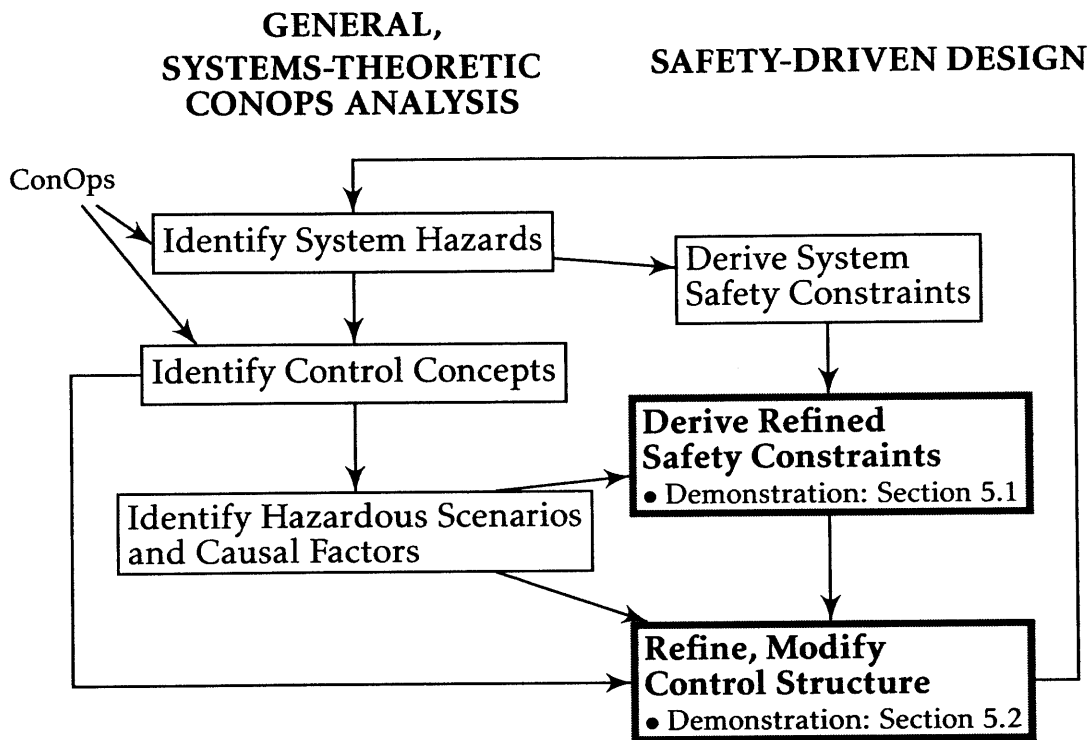 GENERAL,
SYSTEMS-THEORETIC
CONOPS ANALYSIS
SAFETY-DRIVEN DESIGN
ConOps
Identify System Hazards
Derive System
Safety Constraints
Identify Control Concepts
Derive Refined
Safety Constraints
• Demonstration: Section 5.1
Identify Hazardous Scenarios
and Causal Factors
Refine, Modify
Control Structure
• Demonstration: Section 5.2